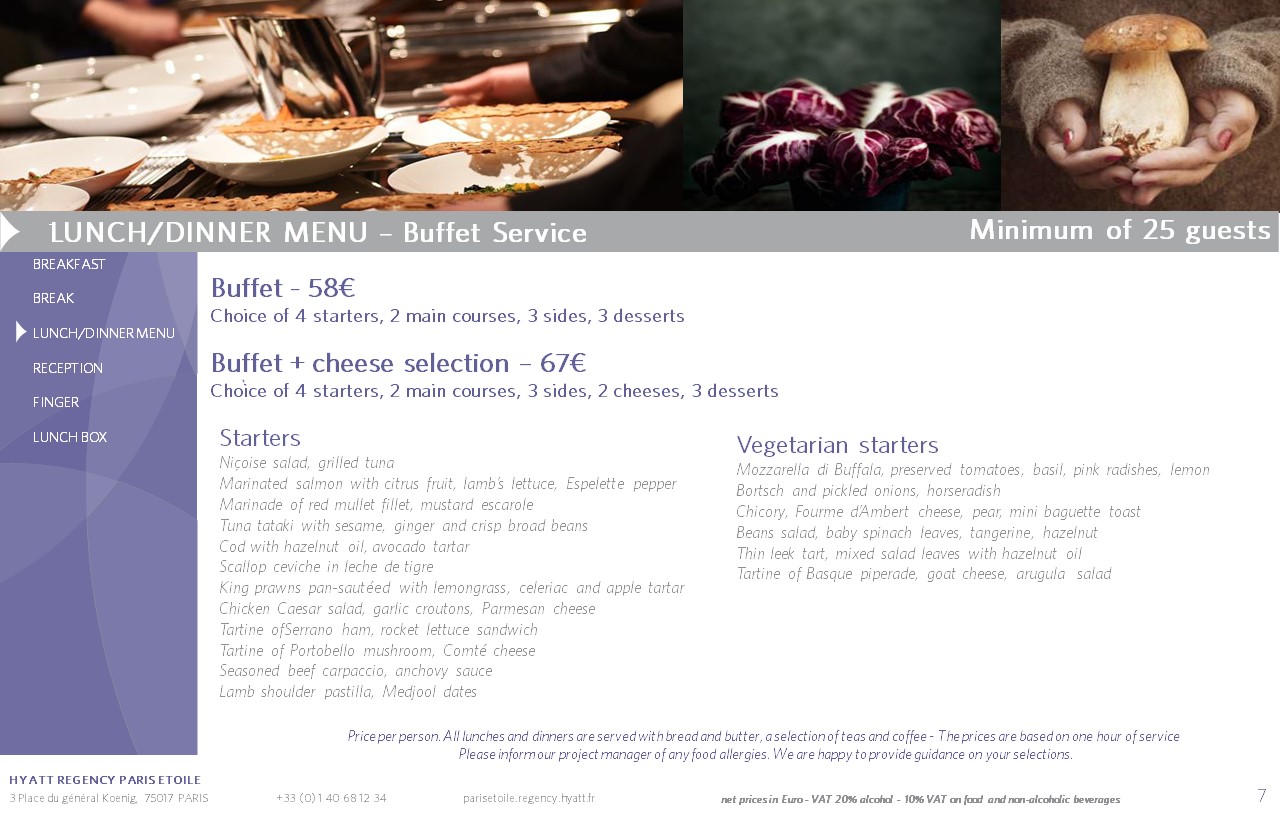 LUNCH/DINNER MENU – Buffet Service
Minimum of 25 guests
BREAKFAST
BREAK
LUNCH/DINNER MENU
RECEPTION
FINGER
LUNCH BOX
Buffet - 58€
Choice of 4 starters, 2 main courses, 3 sides, 3 desserts
Buffet + cheese selection – 67€
Choice of 4 starters, 2 main courses, 3 sides, 2 cheeses, 3 desserts
Starters
Niçoise salad, grilled tuna
Marinated salmon with citrus fruit, lamb's lettuce, Espelette pepper
Marinade of red mullet fillet, mustard escarole
Tuna tataki with sesame, ginger and crisp broad beans
Cod with hazelnut oil, avocado tartar
Scallop ceviche in leche de tigre
King prawns pan-sautéed with lemongrass, celeriac and apple tartar
Chicken Caesar salad, garlic croutons, Parmesan cheese
Tartine ofSerrano ham, rocket lettuce sandwich
Tartine of Portobello mushroom, Comté cheese
Seasoned beef carpaccio, anchovy sauce
Lamb shoulder pastilla, Medjool dates
Vegetarian starters
Mozzarella di Buffala, preserved tomatoes, basil, pink radishes, lemon
Bortsch and pickled onions, horseradish
Chicory, Fourme d'Ambert cheese, pear, mini baguette toast
Beans salad, baby spinach leaves, tangerine, hazelnut
Thin leek tart, mixed salad leaves with hazelnut oil
Tartine of Basque piperade, goat cheese, arugula salad
Price per person. All lunches and dinners are served with bread and butter, a selection of teas and coffee - The prices are based on one hour of service
Please inform our project manager of any food allergies. We are happy to provide guidance on your selections.
HYATT REGENCY PARIS ETOILE
3 Place du général Koenig, 75017 PARIS
+33 (0)1 40 68 12 34
parisetoile.regency.hyatt.fr
net prices in Euro - VAT 20% alcohol - 10% VAT on food and non-alcoholic beverages
7